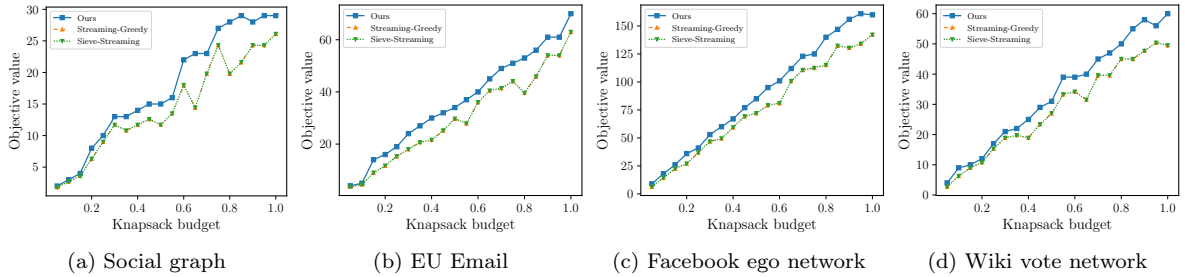 30
25
20
15
10
5
0.2
0.4
0.6
0.8
1.0
Knapsack budget
Objective value
Ours
Streaming-Greedy
Sieve-Streaming
(a) Social graph
60
40
20
0.2
0.4
0.6
0.8
1.0
Knapsack budget
Objective value
Ours
Streaming-Greedy
Sieve-Streaming
(b) EU Email
150
125
100
75
50
25
0
0.2
0.4
0.6
0.8
1.0
Knapsack budget
Objective value
Ours
Streaming-Greedy
Sieve-Streaming
(c) Facebook ego network
60
50
40
30
20
10
0
0.2
0.4
0.6
0.8
1.0
Knapsack budget
Objective value
Ours
Streaming-Greedy
Sieve-Streaming
(d) Wiki vote network